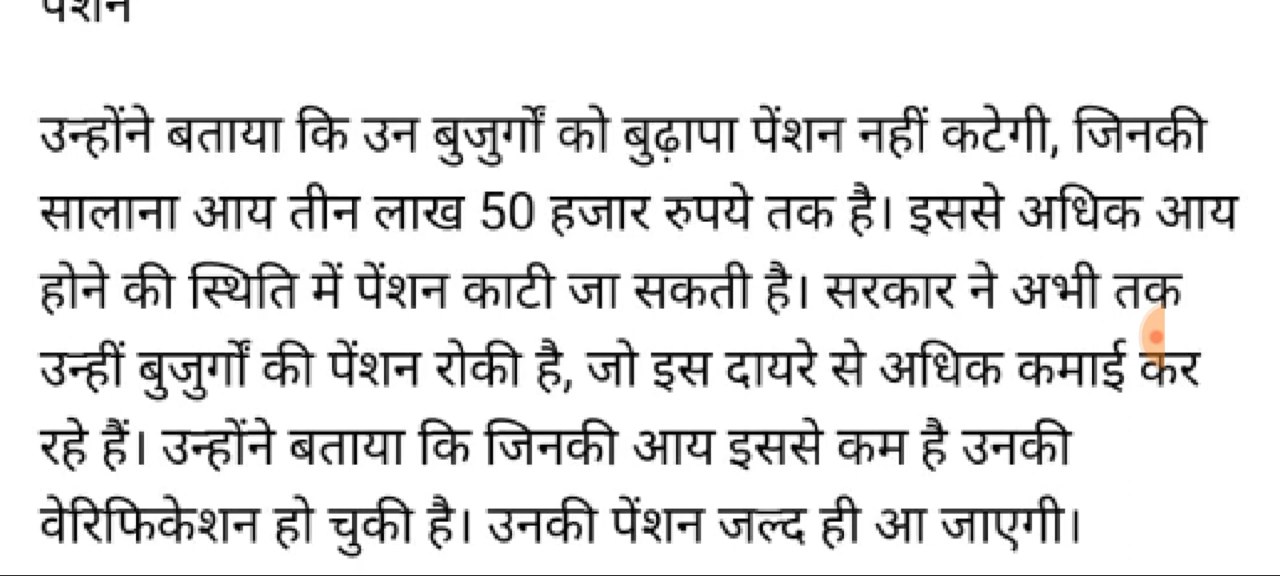 पेंशन
उन्होंने बताया कि उन बुजुर्गों को बुढ़ापा पेंशन नहीं कटेगी, जिनकी
सालाना आय तीन लाख 50 हजार रुपये तक है। इससे अधिक आय
होने की स्थिति में पेंशन काटी जा सकती है। सरकार ने अभी तक
उन्हीं बुजुर्गों की पेंशन रोकी है, जो इस दायरे से अधिक कमाई कर
रहे हैं। उन्होंने बताया कि जिनकी आय इससे कम है उनकी
वेरिफिकेशन हो चुकी है। उनकी पेंशन जल्द ही आ जाएगी।